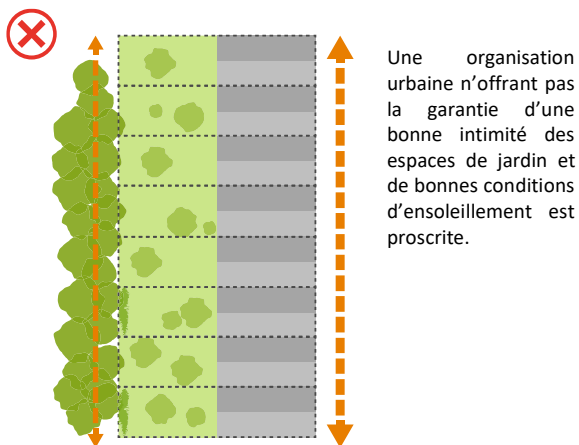 Une organisation
urbaine n’offrant pas
la garantie d’une
bonne intimité des
espaces de jardin et
de bonnes conditions
d’ensoleillement est
proscrite.